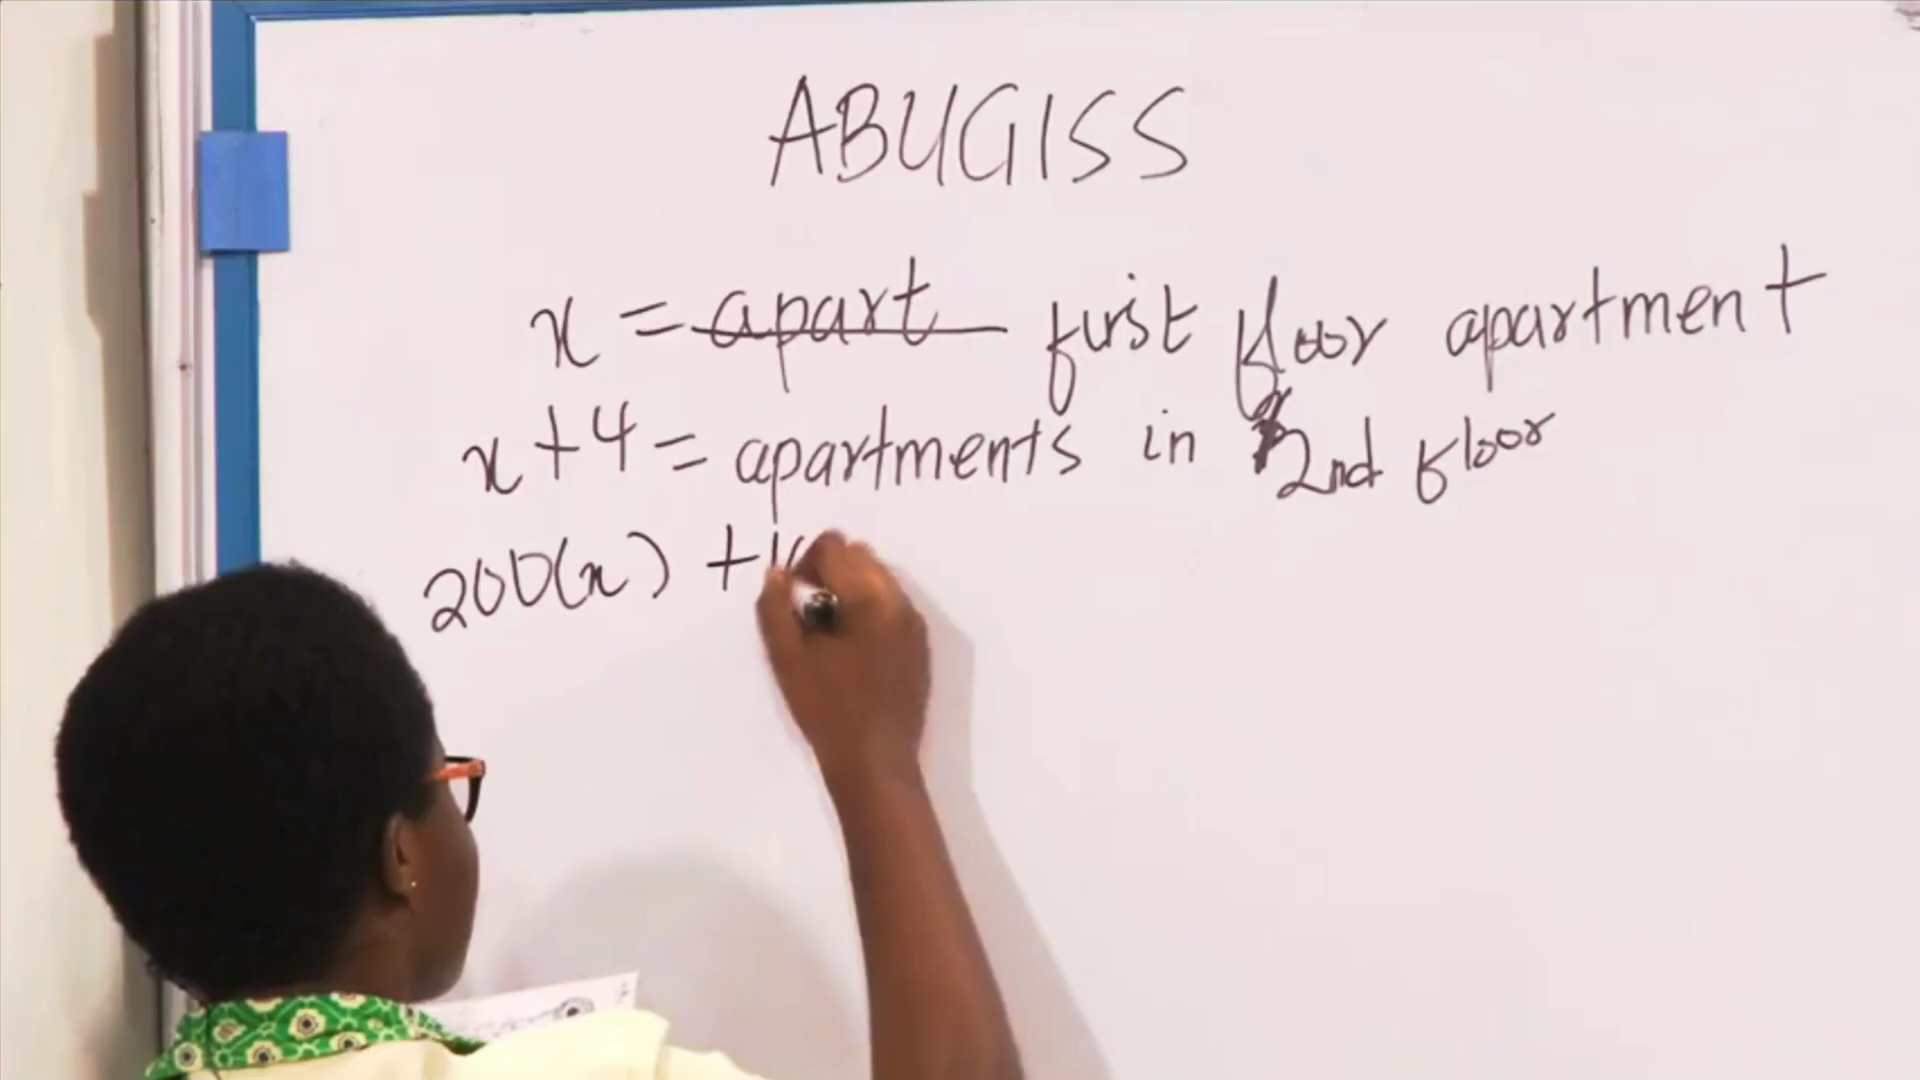 ABUGISS
x = apart first floor apartment
x + 4 = apartments in 2nd floor
200(x) +